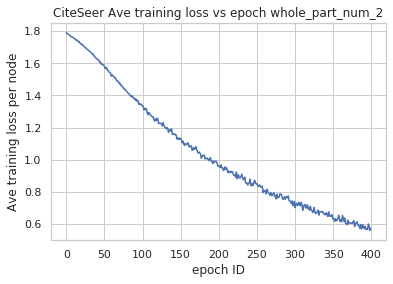 CiteSeer Ave training loss vs epoch whole_part_num_2
Ave training loss per node
1.8
1.6
1.4
1.2
1.0
0.8
0.6
0 50 100 150 200 250 300 350 400
epoch ID